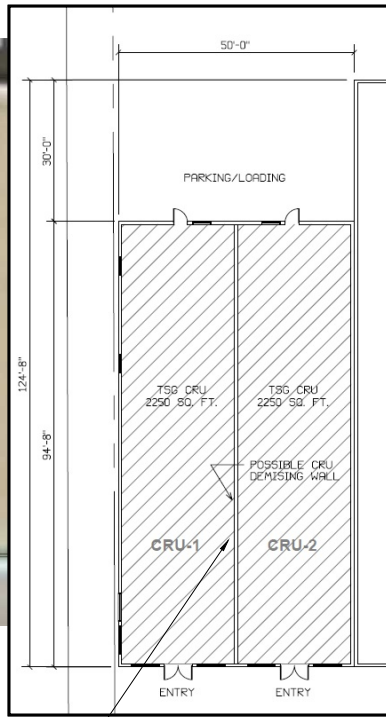 50'-0"
30'-0"
PARKING/LOADING
124'-8"
94'-8"
TSG CRU
2250 SQ. FT.
TSG CRU
2250 SQ. FT.
POSSIBLE CRU
DEMISING WALL
CRU-1
CRU-2
ENTRY
ENTRY